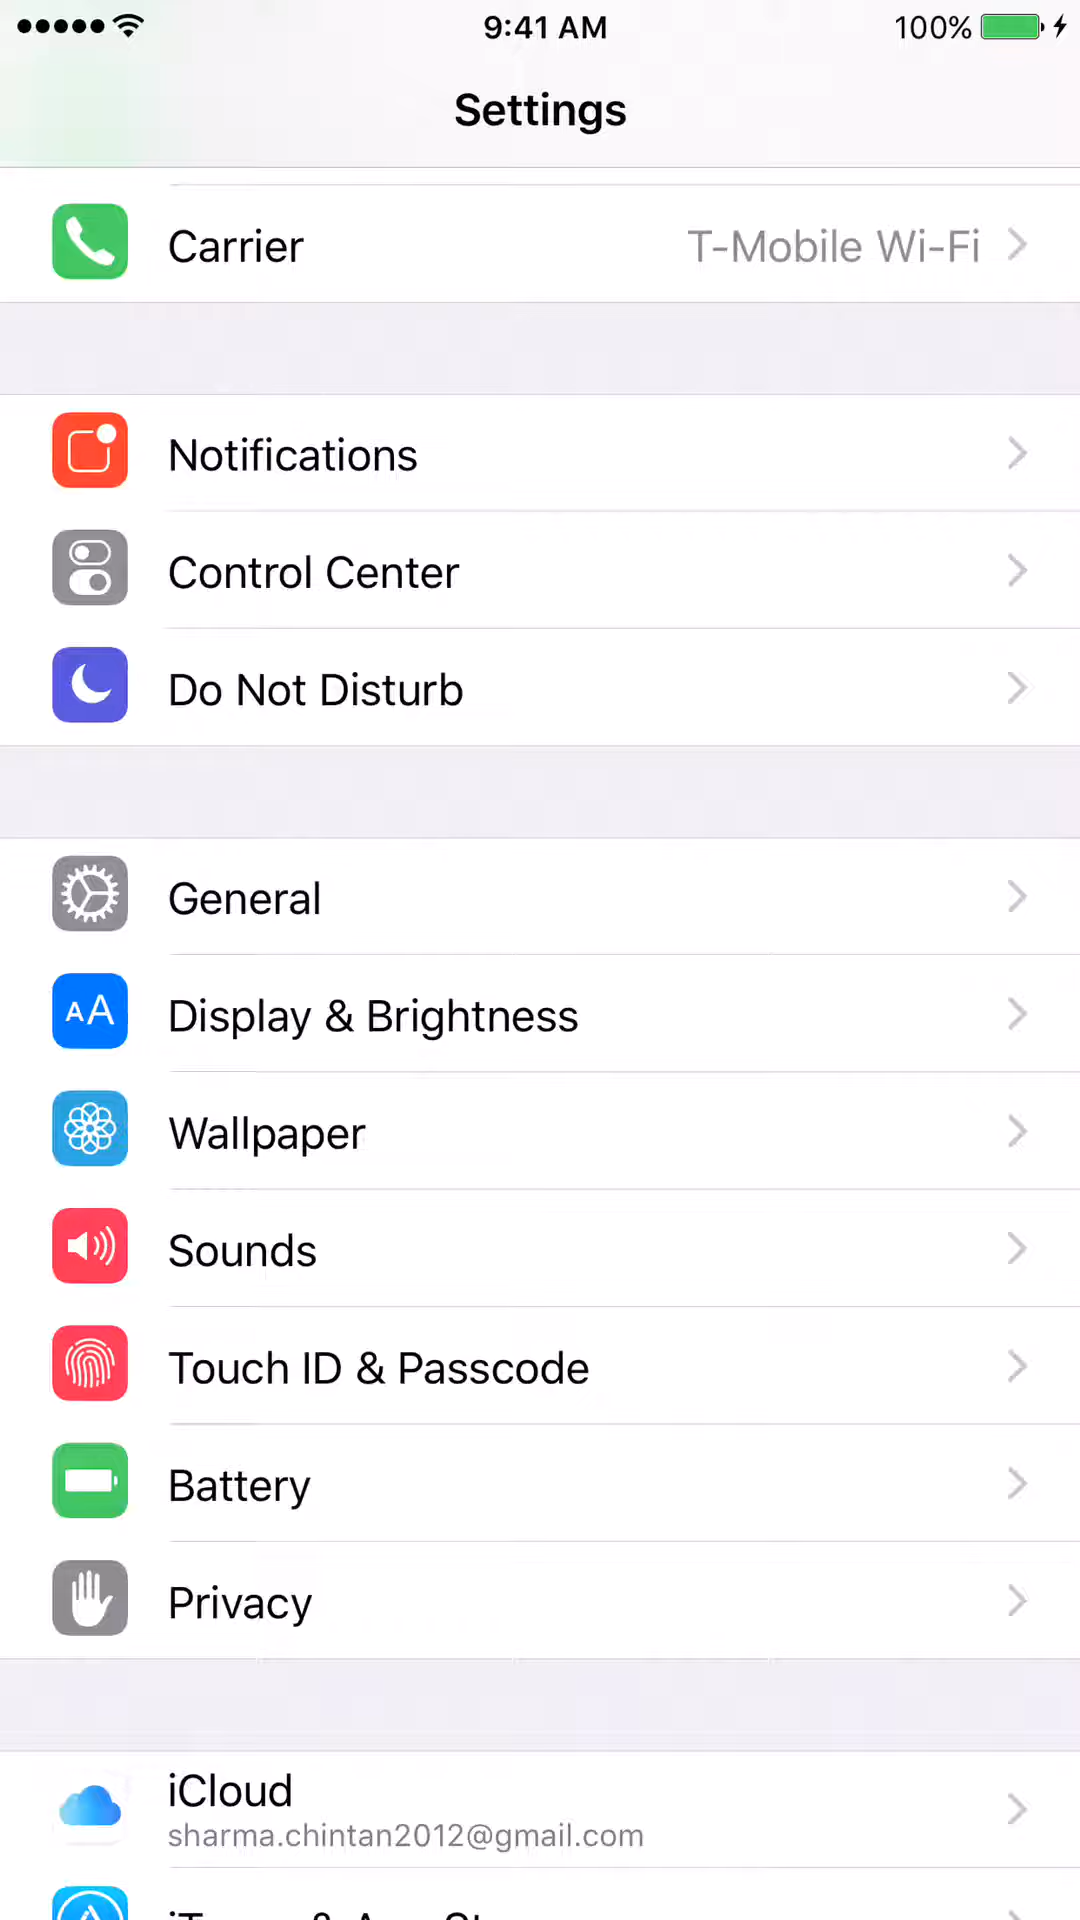 9:41 AM
100%
Settings
Carrier
T-Mobile Wi-Fi
Notifications
Control Center
Do Not Disturb
General
AA
Display & Brightness
Wallpaper
Sounds
Touch ID & Passcode
Battery
Privacy
iCloud
sharma.chintan2012@gmail.com